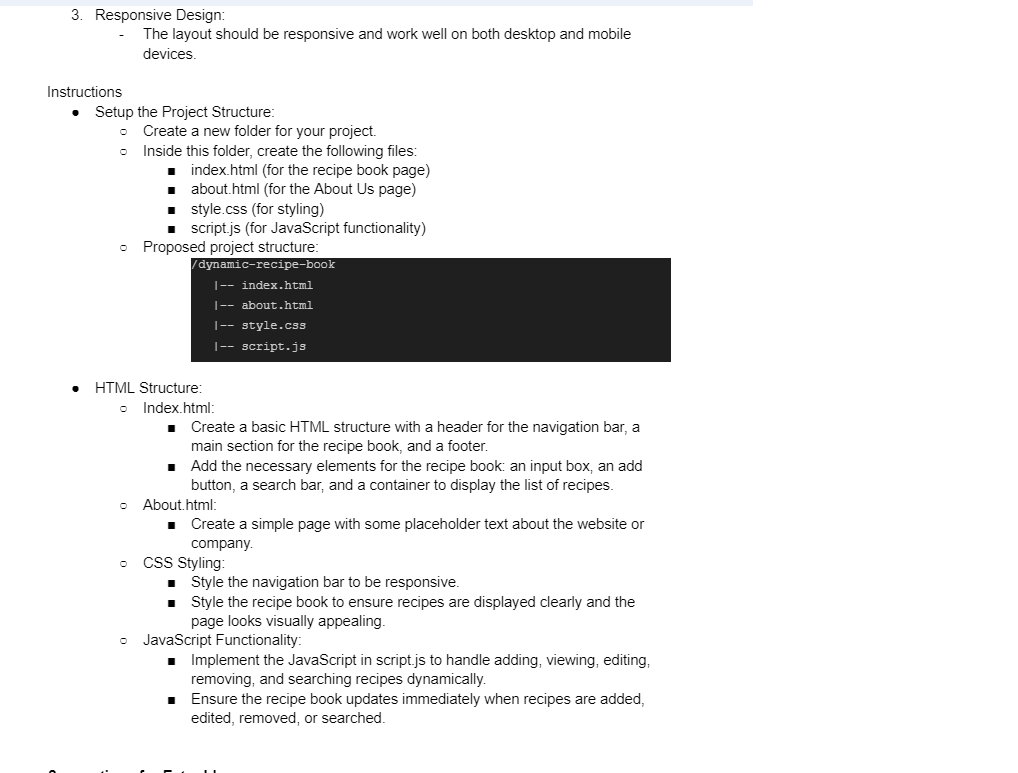 3. Responsive Design:
- The layout should be responsive and work well on both desktop and mobile
devices.
Instructions
● Setup the Project Structure:
○ Create a new folder for your project.
○ Inside this folder, create the following files:
■ index.html (for the recipe book page)
■ about.html (for the About Us page)
■ style.css (for styling)
■ script.js (for JavaScript functionality)
○ Proposed project structure:
/dynamic-recipe-book
|-- index.html
|-- about.html
|-- style.css
|-- script.js
● HTML Structure:
○ Index.html:
■ Create a basic HTML structure with a header for the navigation bar, a
main section for the recipe book, and a footer.
■ Add the necessary elements for the recipe book: an input box, an add
button, a search bar, and a container to display the list of recipes.
○ About.html:
■ Create a simple page with some placeholder text about the website or
company.
○ CSS Styling:
■ Style the navigation bar to be responsive.
■ Style the recipe book to ensure recipes are displayed clearly and the
page looks visually appealing.
○ JavaScript Functionality:
■ Implement the JavaScript in script.js to handle adding, viewing, editing,
removing, and searching recipes dynamically.
■ Ensure the recipe book updates immediately when recipes are added,
edited, removed, or searched.